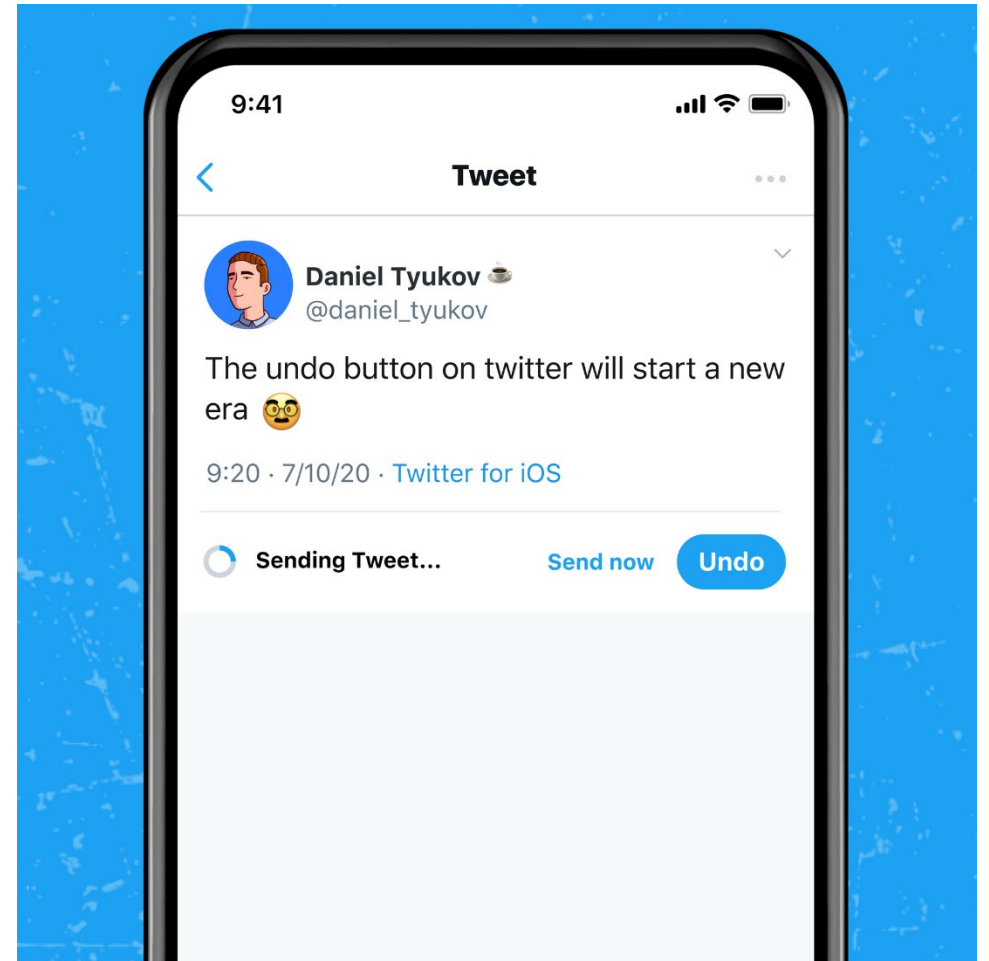 9:41
Tweet
Daniel Tyukov ☕
@daniel_tyukov
The undo button on twitter will start a new
era 🥸
9:20 · 7/10/20 · Twitter for iOS
Sending Tweet... Send now Undo